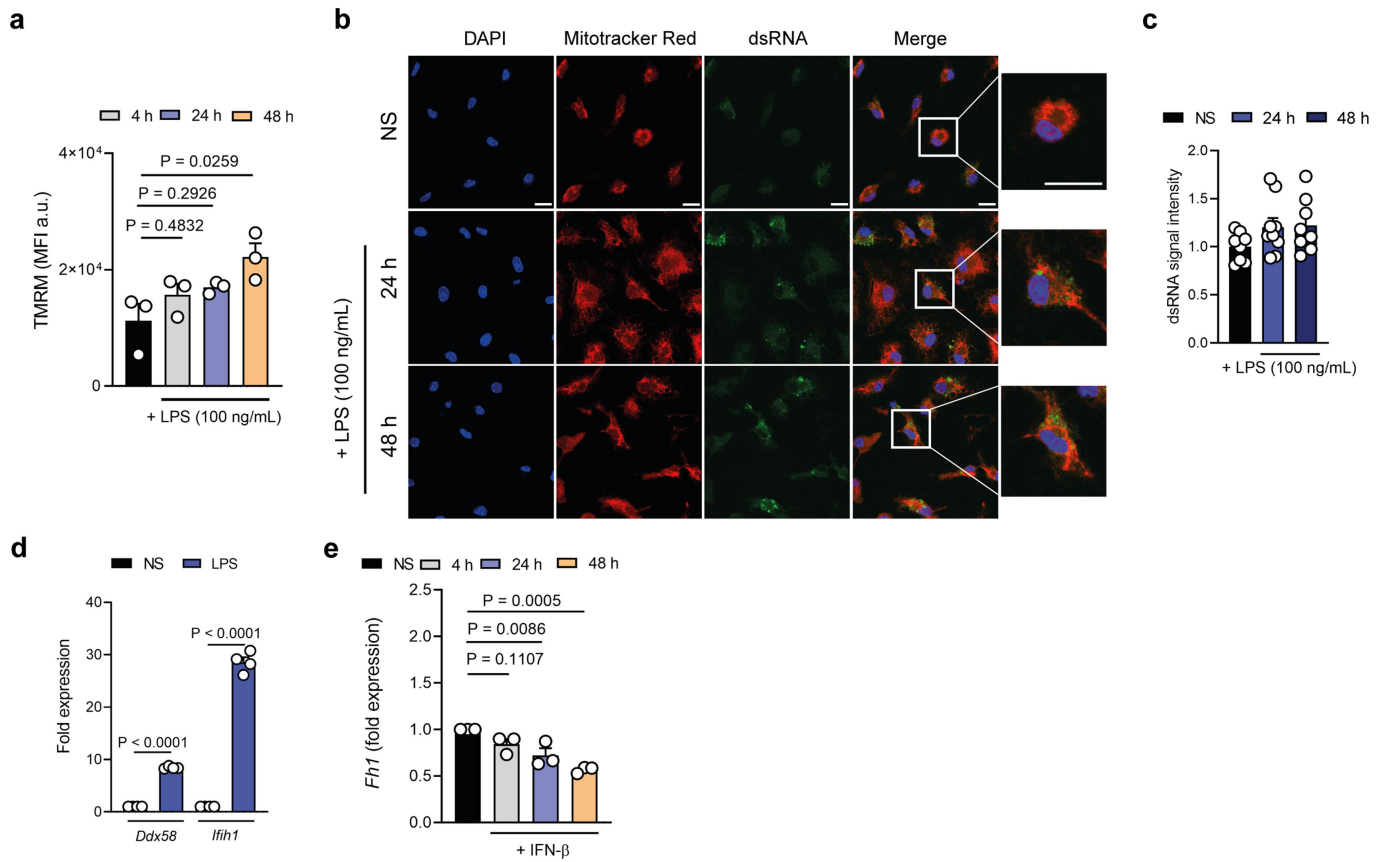 a
4 h 24 h 48 h
TMRM (MFI a.u.)
4×10⁴
2×10⁴
0
P = 0.0259
P = 0.2926
P = 0.4832
+ LPS (100 ng/mL)
b
DAPI Mitotracker Red dsRNA Merge
NS
24 h
48 h
+ LPS (100 ng/mL)
c
NS 24 h 48 h
dsRNA signal intensity
2.0
1.5
1.0
0.5
0.0
+ LPS (100 ng/mL)
d
NS LPS
Fold expression
40
30
20
10
0
P < 0.0001
P < 0.0001
Ddx58 Ifih1
e
NS 4 h 24 h 48 h
Fh1 (fold expression)
2.5
2.0
1.5
1.0
0.5
0.0
P = 0.0005
P = 0.0086
P = 0.1107
+ IFN-β